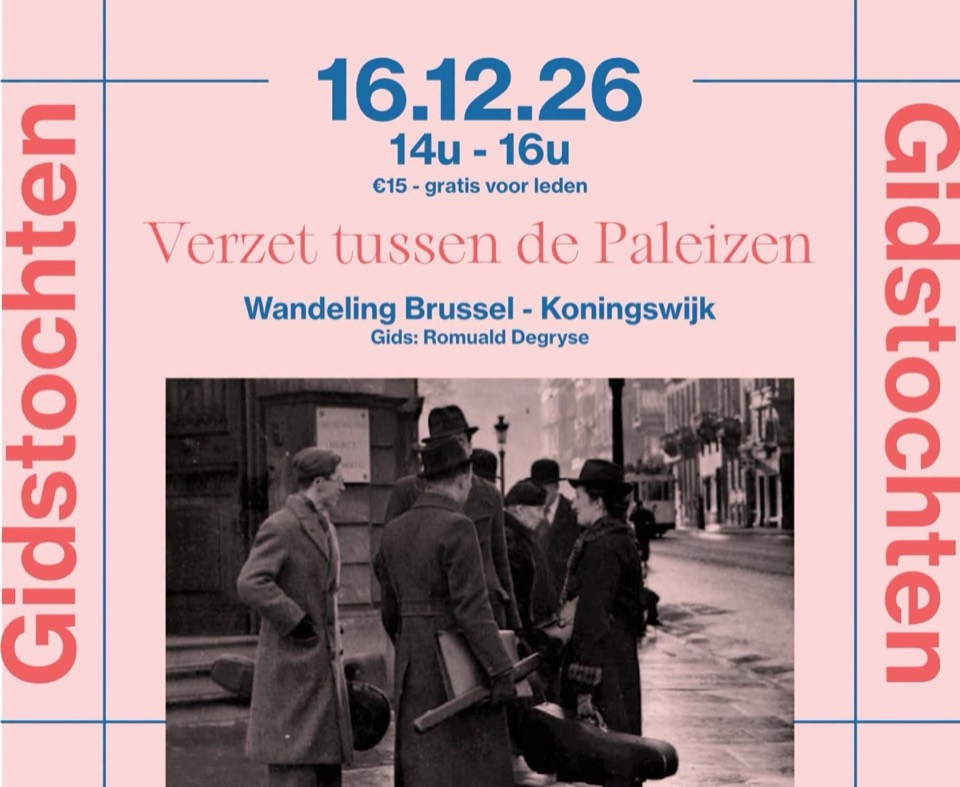 Gidstochten
16.12.26
14u - 16u
€15 - gratis voor leden
Verzet tussen de Paleizen
Wandeling Brussel - Koningswijk
Gids: Romuald Degryse
Gidstochten